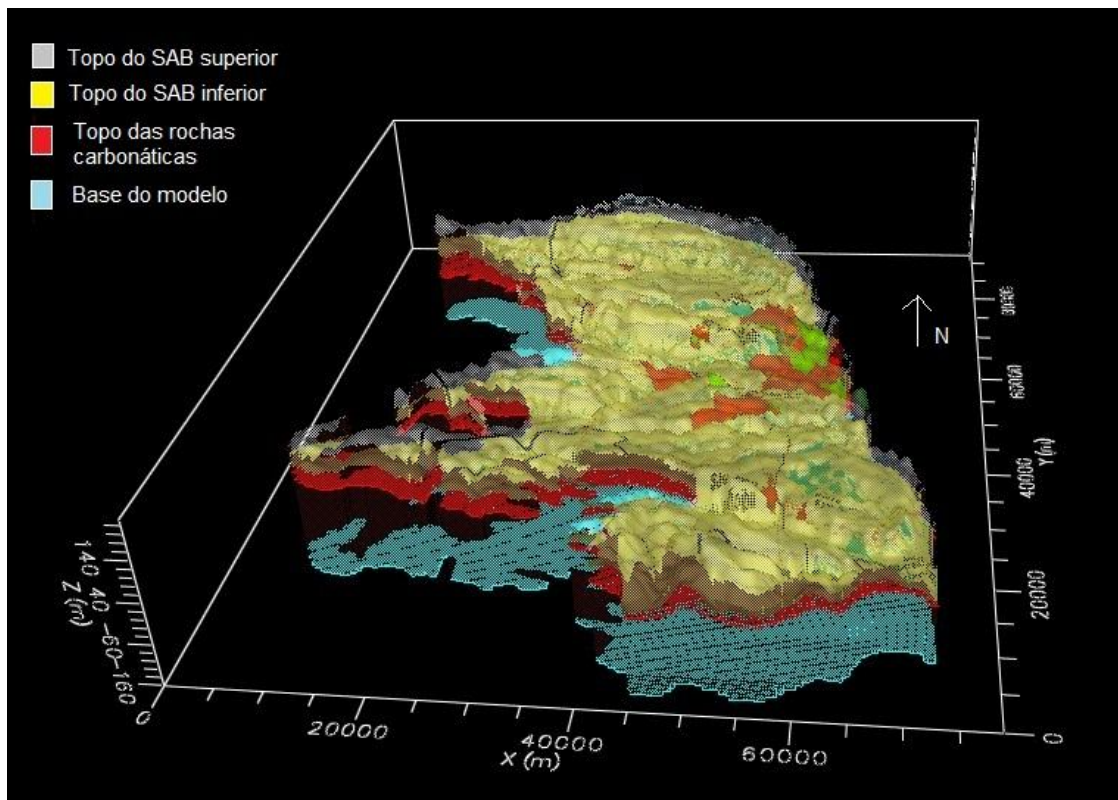 Topo do SAB superior
Topo do SAB inferior
Topo das rochas
carbonáticas
Base do modelo
N
80000
60000
40000
Y (m)
20000
0
140 40 -60 -160
Z (m)
0
20000
40000
60000
X (m)